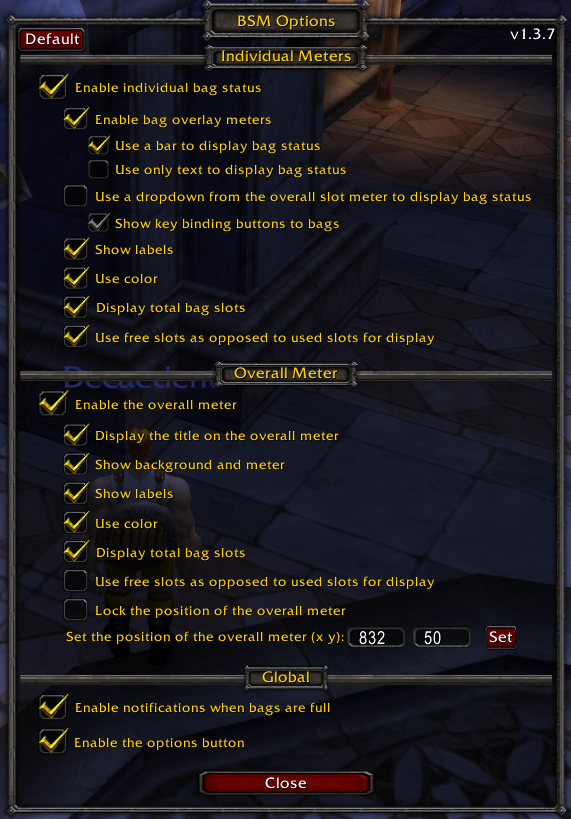 BSM Options
Default
v1.3.7
Individual Meters
Enable individual bag status
Enable bag overlay meters
Use a bar to display bag status
Use only text to display bag status
Use a dropdown from the overall slot meter to display bag status
Show key binding buttons to bags
Show labels
Use color
Display total bag slots
Use free slots as opposed to used slots for display
Overall Meter
Enable the overall meter
Display the title on the overall meter
Show background and meter
Show labels
Use color
Display total bag slots
Use free slots as opposed to used slots for display
Lock the position of the overall meter
Set the position of the overall meter (x y): 832 50 Set
Global
Enable notifications when bags are full
Enable the options button
Close